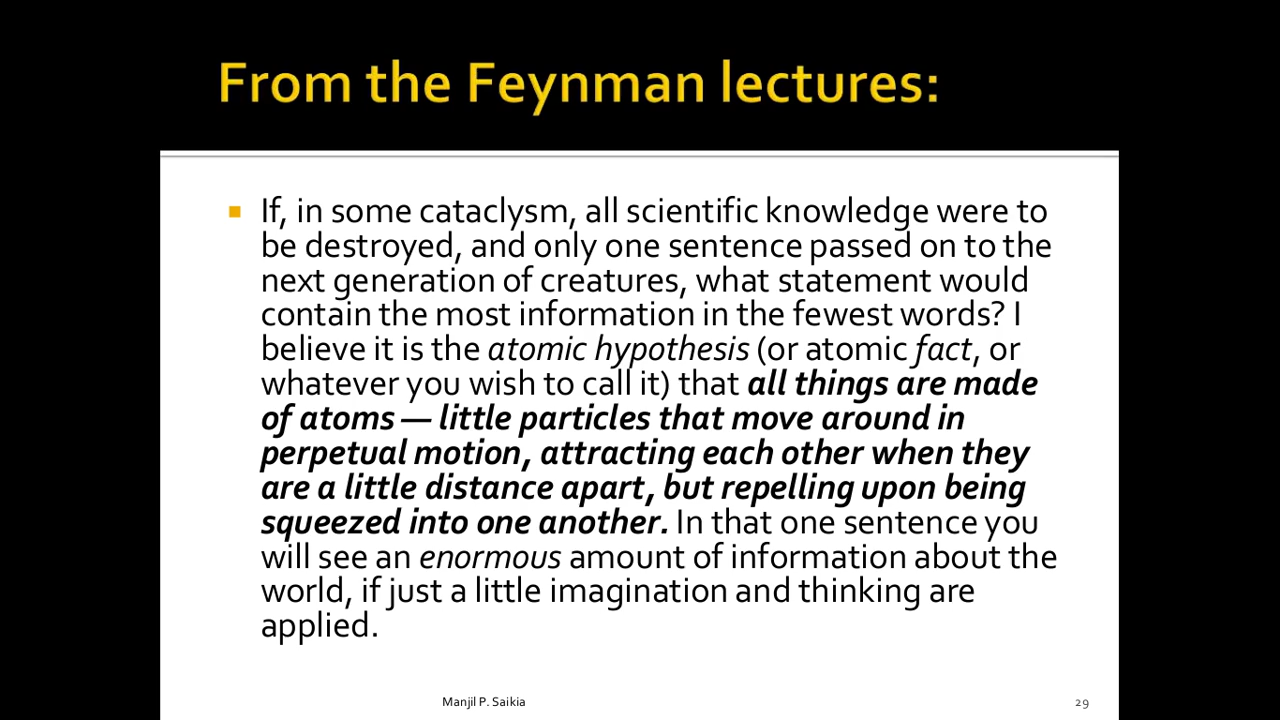 From the Feynman lectures:
If, in some cataclysm, all scientific knowledge were to
be destroyed, and only one sentence passed on to the
next generation of creatures, what statement would
contain the most information in the fewest words? I
believe it is the atomic hypothesis (or atomic fact, or
whatever you wish to call it) that all things are made
of atoms — little particles that move around in
perpetual motion, attracting each other when they
are a little distance apart, but repelling upon being
squeezed into one another. In that one sentence you
will see an enormous amount of information about the
world, if just a little imagination and thinking are
applied.
Manjil P. Saikia
29